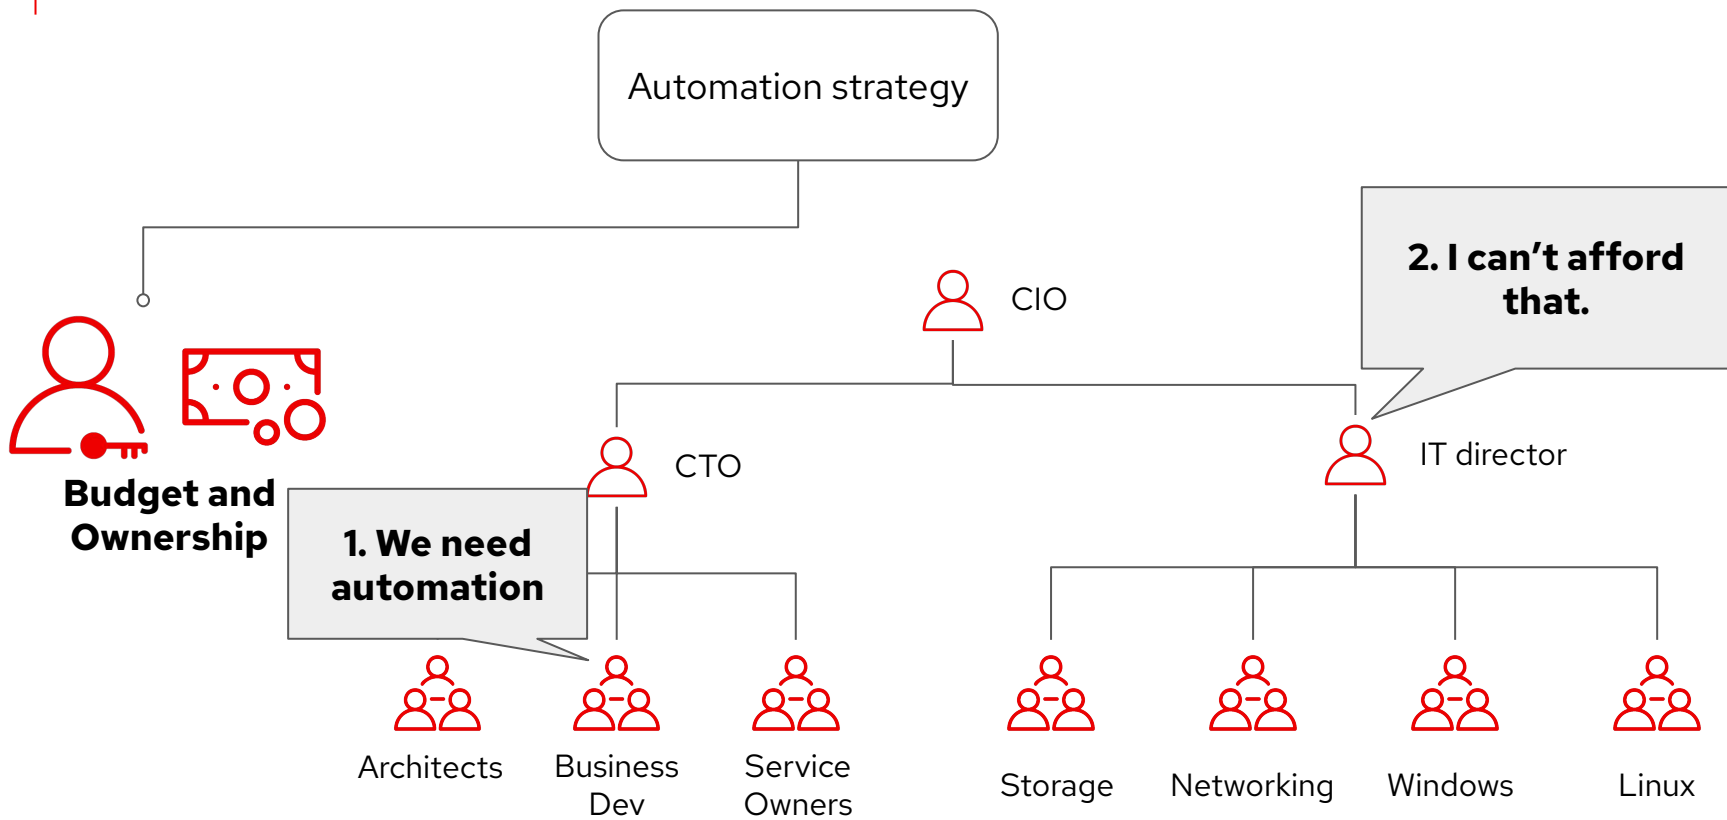 Automation strategy
2. I can’t afford
that.
CIO
CTO
IT director
Budget and
Ownership
1. We need
automation
Architects
Business
Dev
Service
Owners
Storage
Networking
Windows
Linux